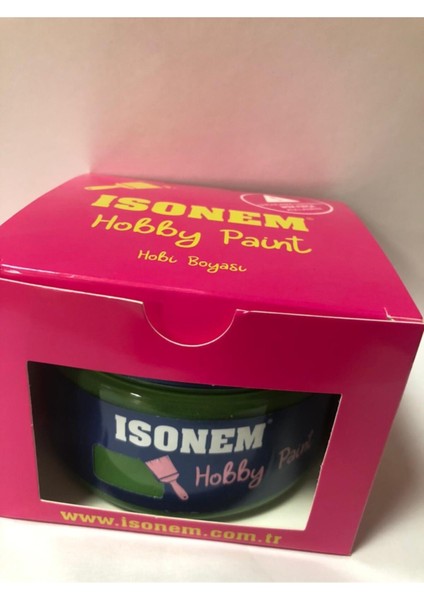 ISONEM®
Hobby Paint
Hobi Boyası
ISONEM®
Hobby Paint
www.isonem.com.tr